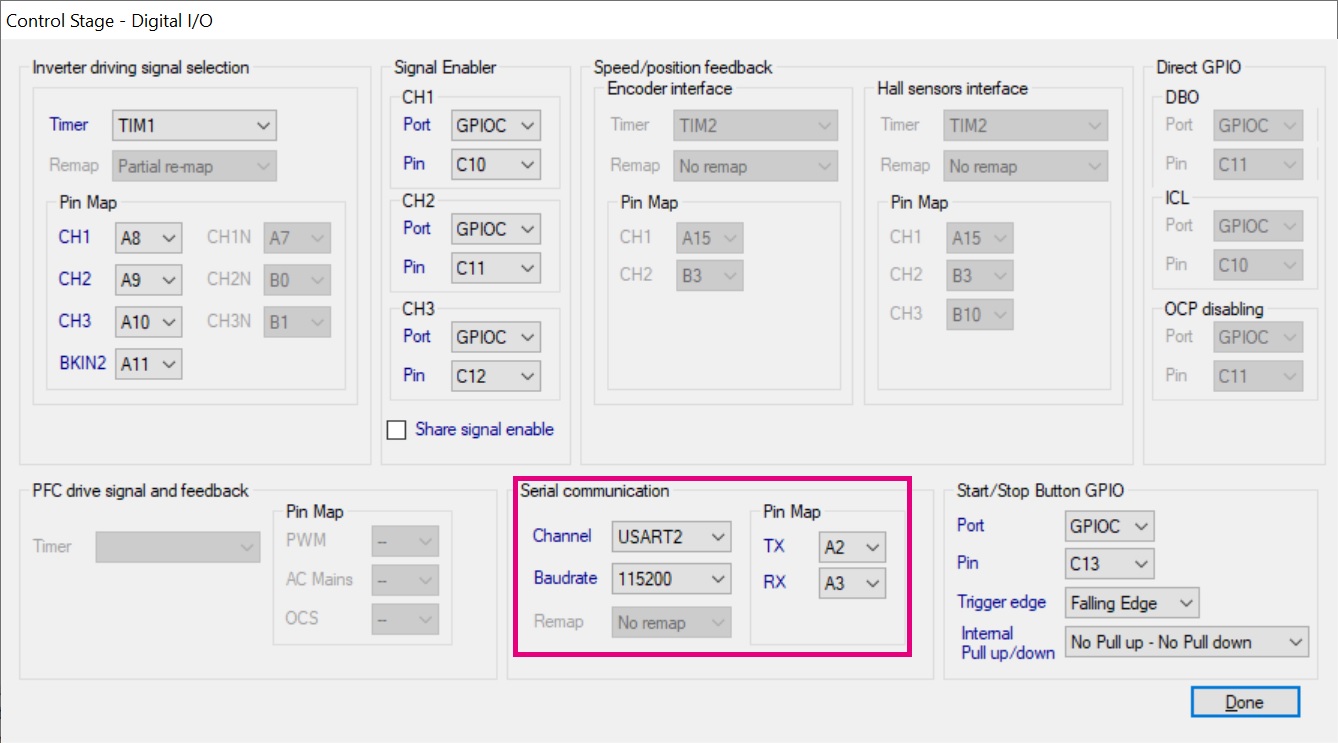 Control Stage - Digital I/O
Inverter driving signal selection
Timer TIM1
Remap Partial re-map
Pin Map
CH1 A8 CH1N A7
CH2 A9 CH2N B0
CH3 A10 CH3N B1
BKIN2 A11
Signal Enabler
CH1
Port GPIOC
Pin C10
CH2
Port GPIOC
Pin C11
CH3
Port GPIOC
Pin C12
Share signal enable
Speed/position feedback
Encoder interface
Timer TIM2
Remap No remap
Pin Map
CH1 A15
CH2 B3
Hall sensors interface
Timer TIM2
Remap No remap
Pin Map
CH1 A15
CH2 B3
CH3 B10
Direct GPIO
DBO
Port GPIOC
Pin C11
ICL
Port GPIOC
Pin C10
OCP disabling
Port GPIOC
Pin C11
PFC drive signal and feedback
Timer
Pin Map
PWM --
AC Mains --
OCS --
Serial communication
Channel USART2
Baudrate 115200
Remap No remap
Pin Map
TX A2
RX A3
Start/Stop Button GPIO
Port GPIOC
Pin C13
Trigger edge Falling Edge
Internal
Pull up/down No Pull up - No Pull down
Done